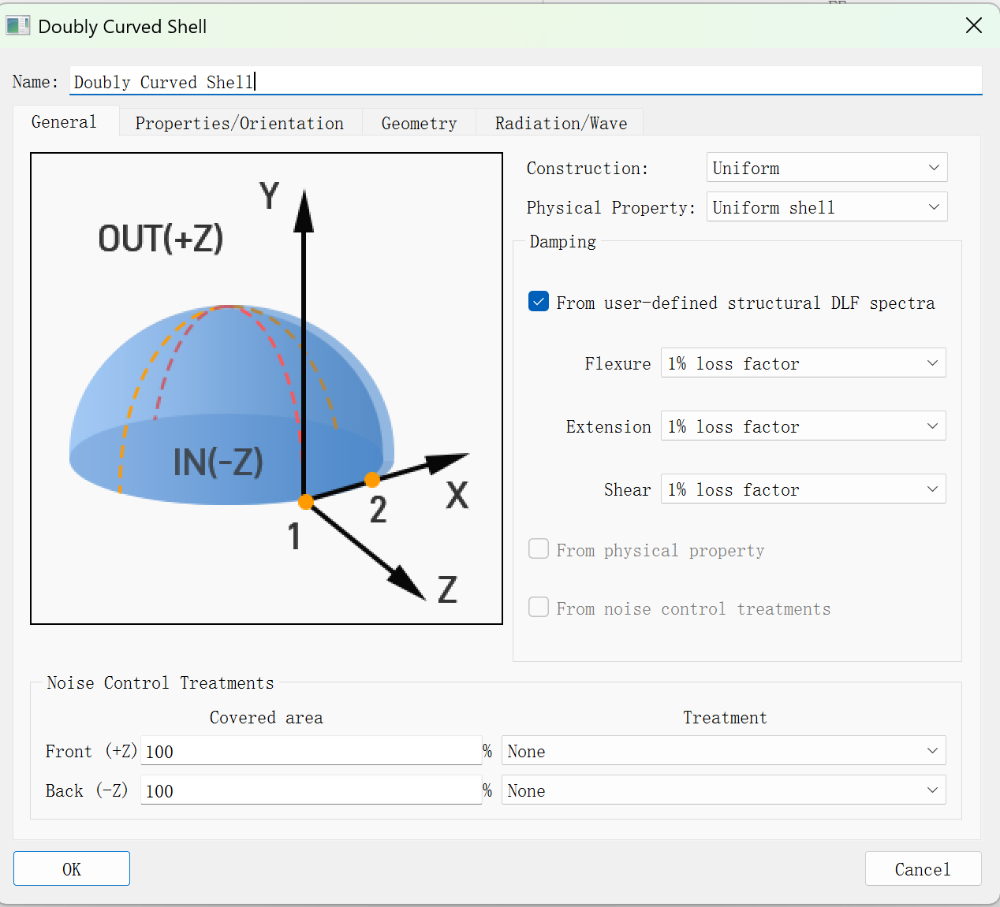 Doubly Curved Shell
Name: Doubly Curved Shell
General Properties/Orientation Geometry Radiation/Wave
Y
OUT(+Z)
IN(-Z)
X
2
1
Z
Construction: Uniform
Physical Property: Uniform shell
Damping
From user-defined structural DLF spectra
Flexure 1% loss factor
Extension 1% loss factor
Shear 1% loss factor
From physical property
From noise control treatments
Noise Control Treatments
Covered area Treatment
Front (+Z) 100 % None
Back (-Z) 100 % None
OK Cancel